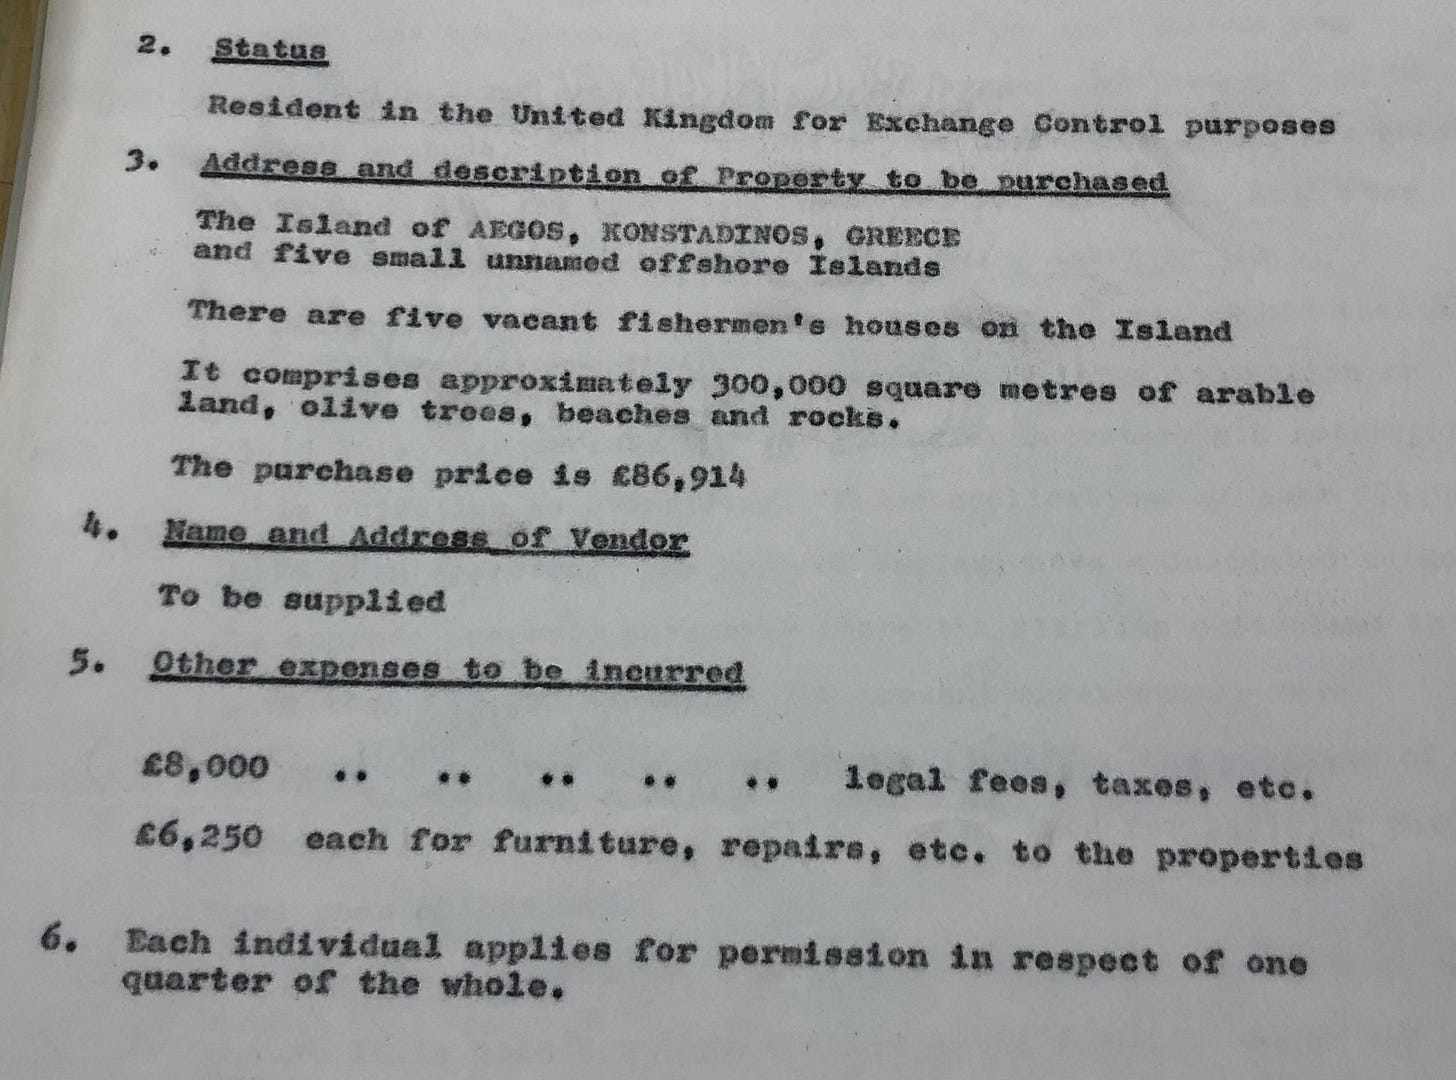 2. Status
Resident in the United Kingdom for Exchange Control purposes
3. Address and description of Property to be purchased
The Island of AEGOS, KONSTADINOS, GREECE
and five small unnamed offshore Islands
There are five vacant fishermen's houses on the Island
It comprises approximately 300,000 square metres of arable
land, olive trees, beaches and rocks.
The purchase price is £86,914
4. Name and Address of Vendor
To be supplied
5. Other expenses to be incurred
£8,000 .. .. .. .. .. legal fees, taxes, etc.
£6,250 each for furniture, repairs, etc. to the properties
6. Each individual applies for permission in respect of one
quarter of the whole.